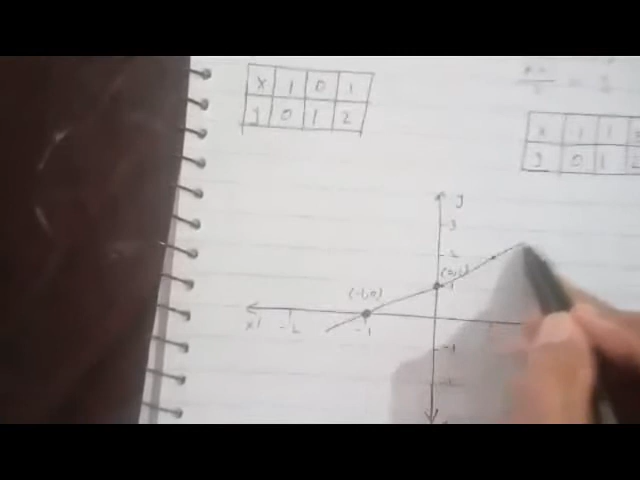 x 1 0 1
y 0 1 2
x -1 1
y 0 1 2
y
3
2
(0,1)
1
(-1,0)
x' -2 -1
-1